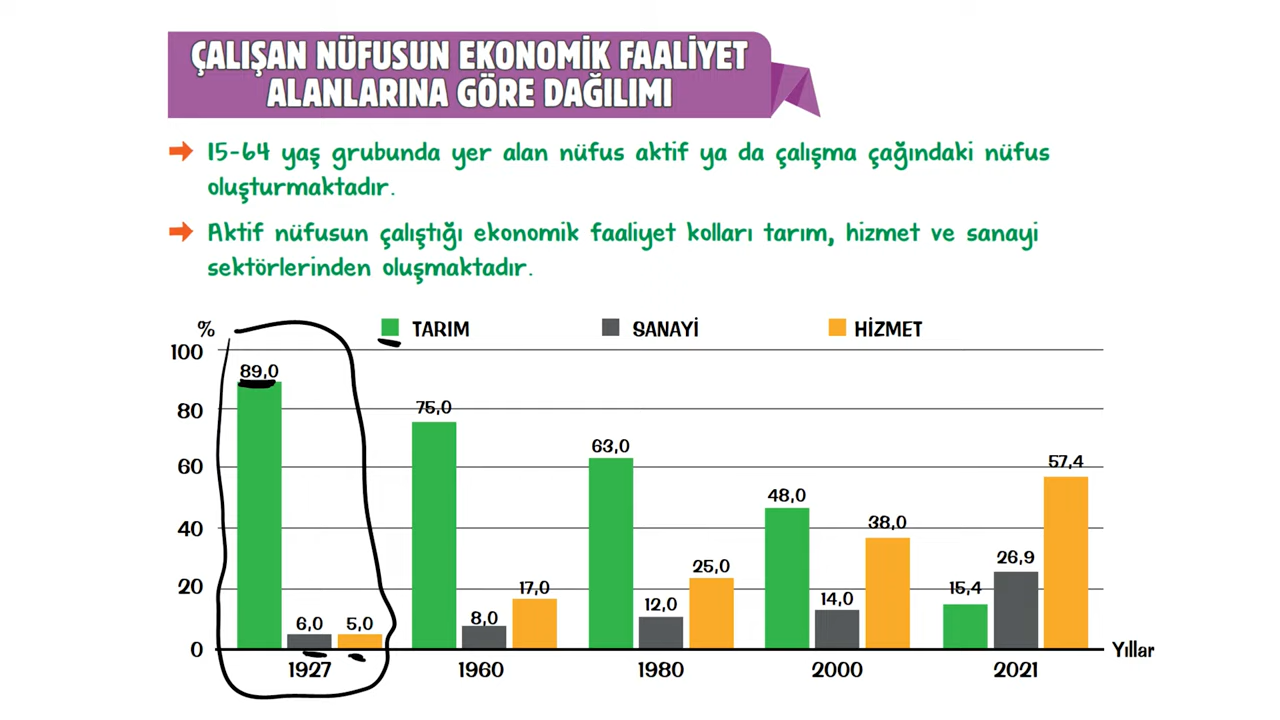 ÇALIŞAN NÜFUSUN EKONOMİK FAALİYET
ALANLARINA GÖRE DAĞILIMI
15-64 yaş grubunda yer alan nüfus aktif ya da çalışma çağındaki nüfus
oluşturmaktadır.
Aktif nüfusun çalıştığı ekonomik faaliyet kolları tarım, hizmet ve sanayi
sektörlerinden oluşmaktadır.
% TARIM SANAYİ HİZMET
100
89,0
80
75,0
63,0
60
57,4
48,0
40
38,0
26,9
25,0
20
17,0
15,4
14,0
12,0
8,0
6,0 5,0
0
Yıllar
1927 1960 1980 2000 2021